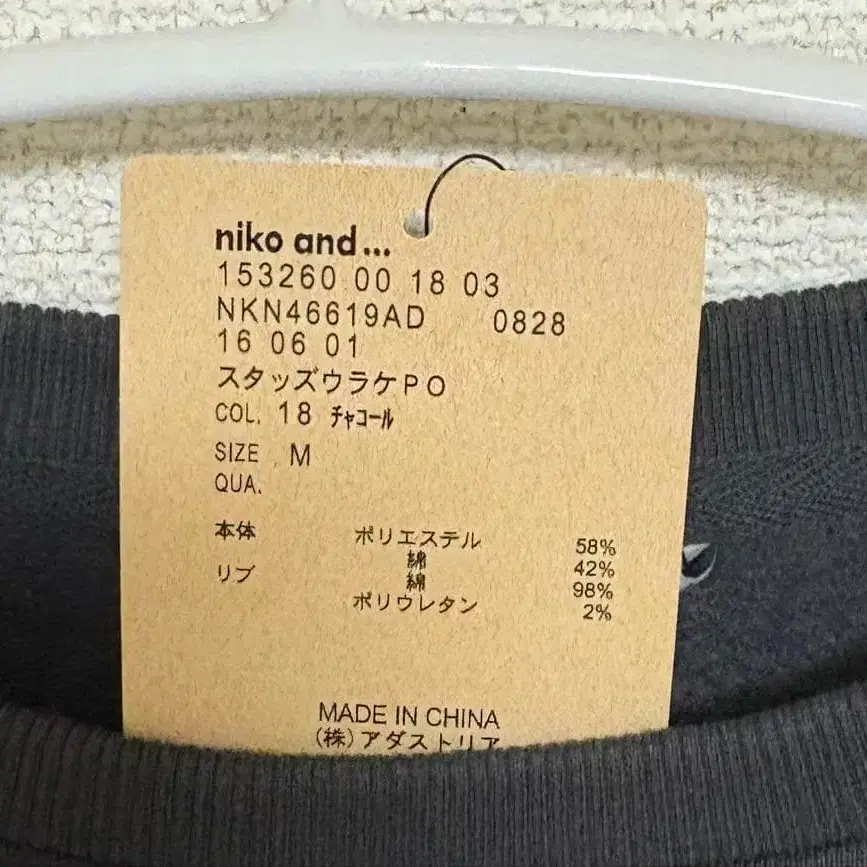 niko and...
153260 00 18 03
NKN46619AD 0828
16 06 01
スタッズウラケPO
COL. 18 ﾁｬｺｰﾙ
SIZE M
QUA.
本体 ポリエステル 58%
綿 42%
リブ 綿 98%
ポリウレタン 2%
MADE IN CHINA
(株)アダストリア